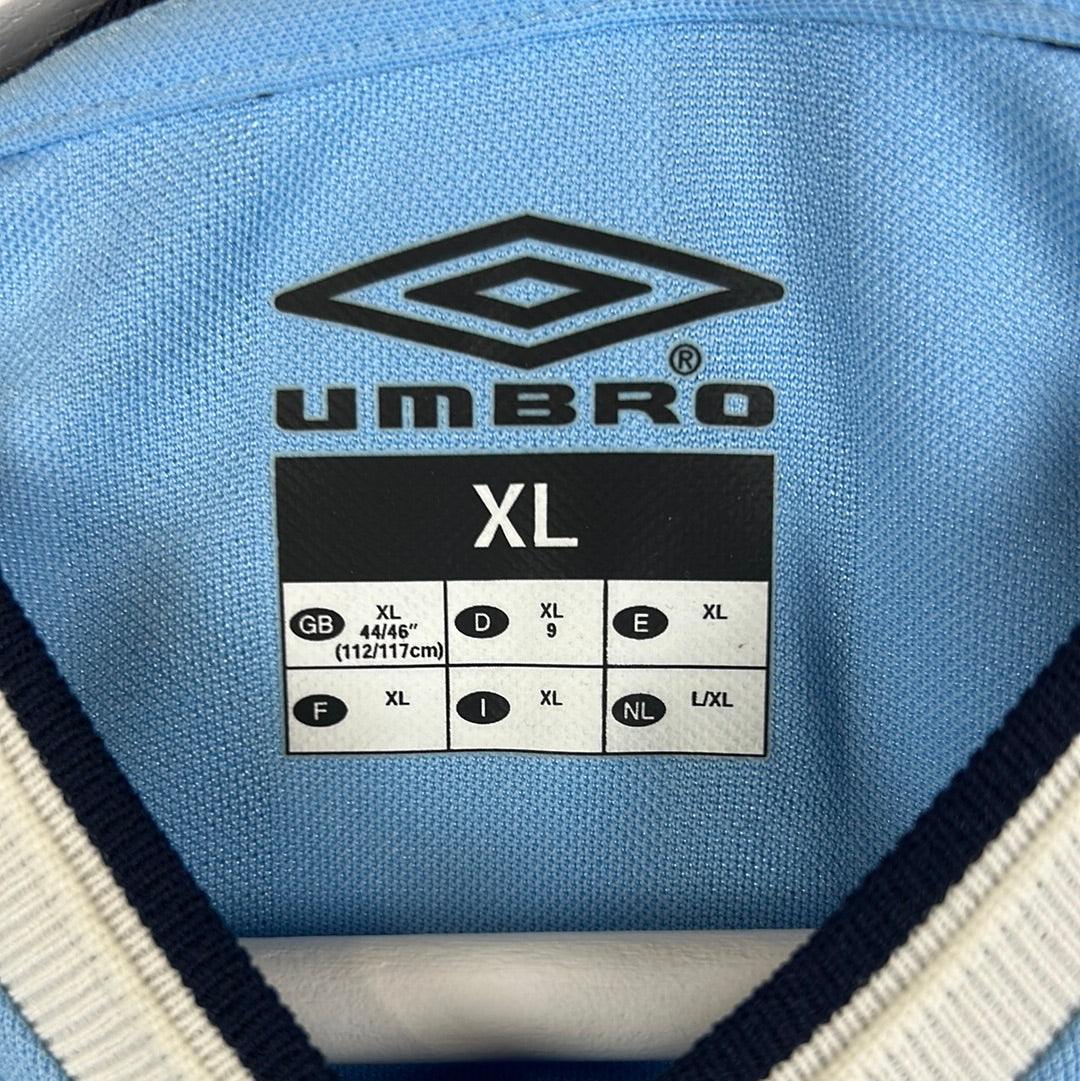 ®
UMBRO
XL
GB XL D XL E XL
44/46" 9
(112/117cm)
F XL I XL NL L/XL